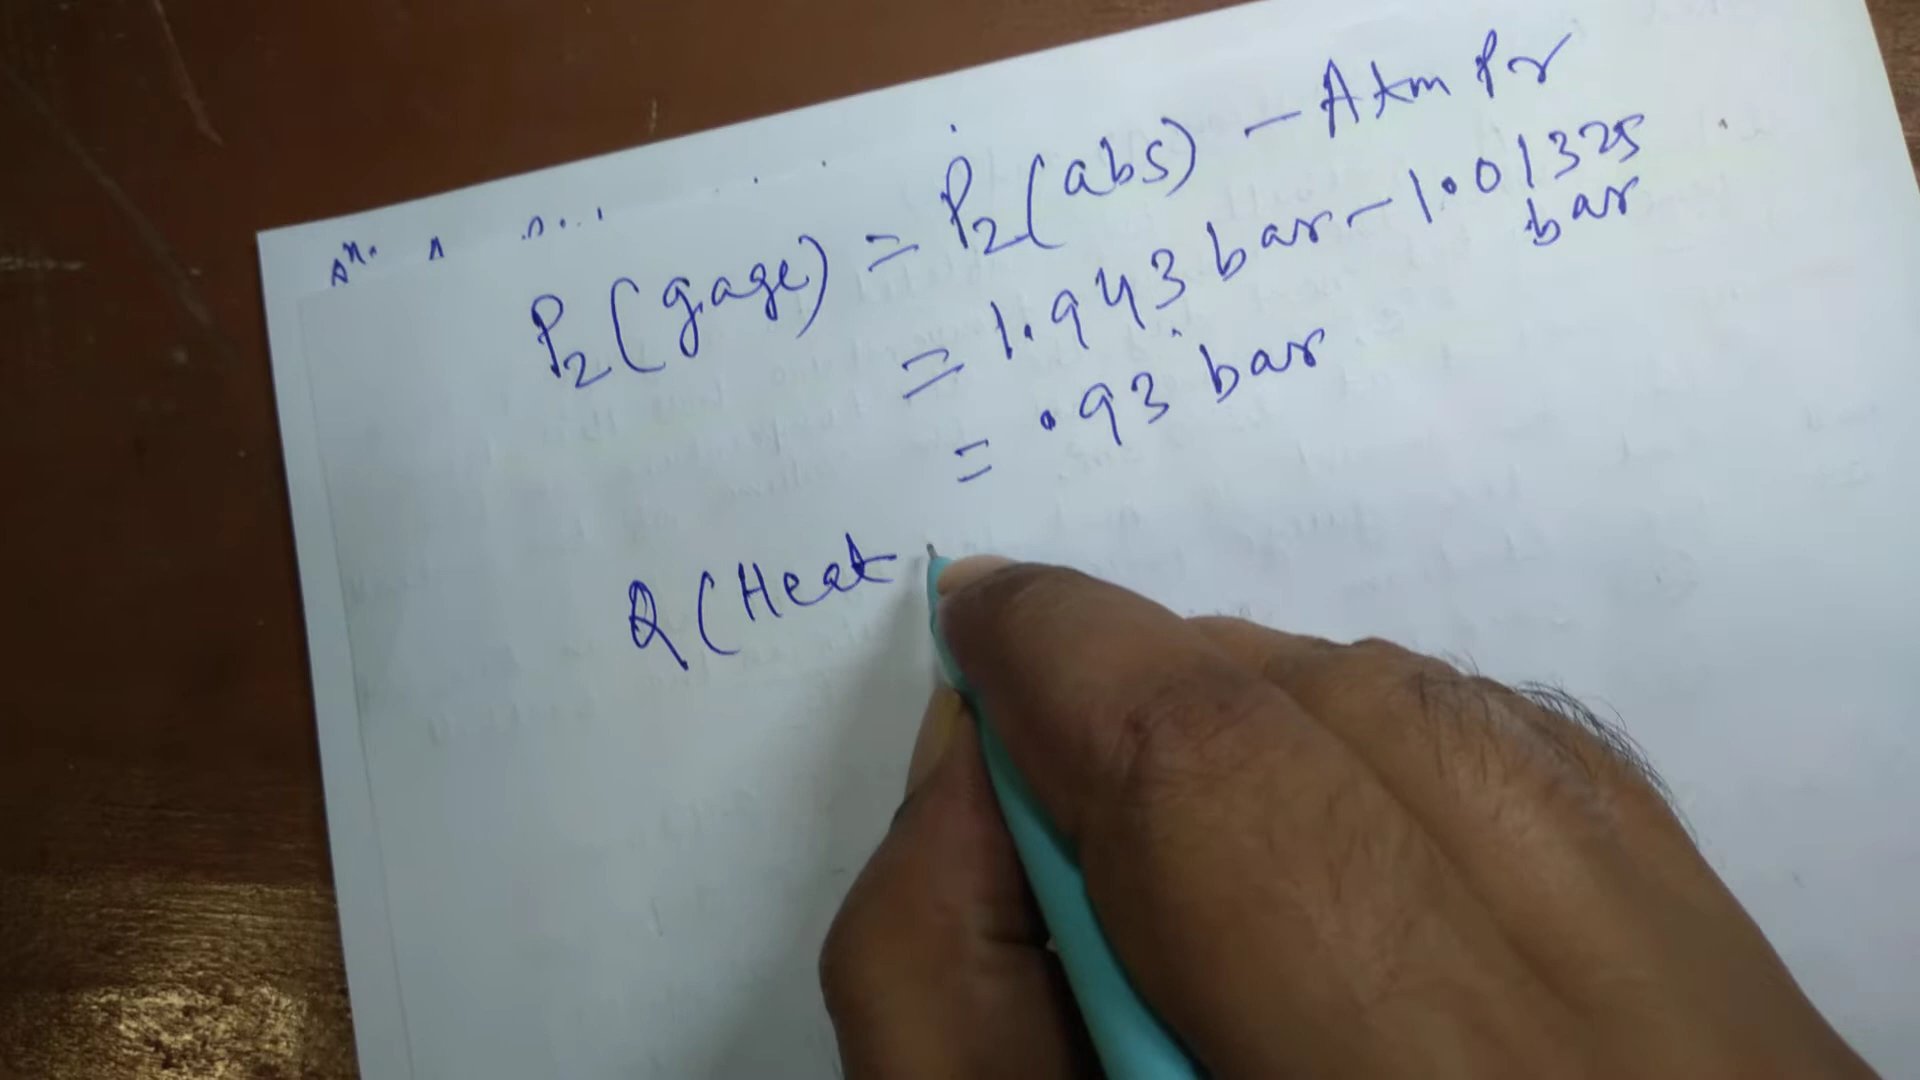 P2 (gage) = P2 (abs) - Atm Pr
= 1.943 bar - 1.01325 bar
= .93 bar
Q (Heat